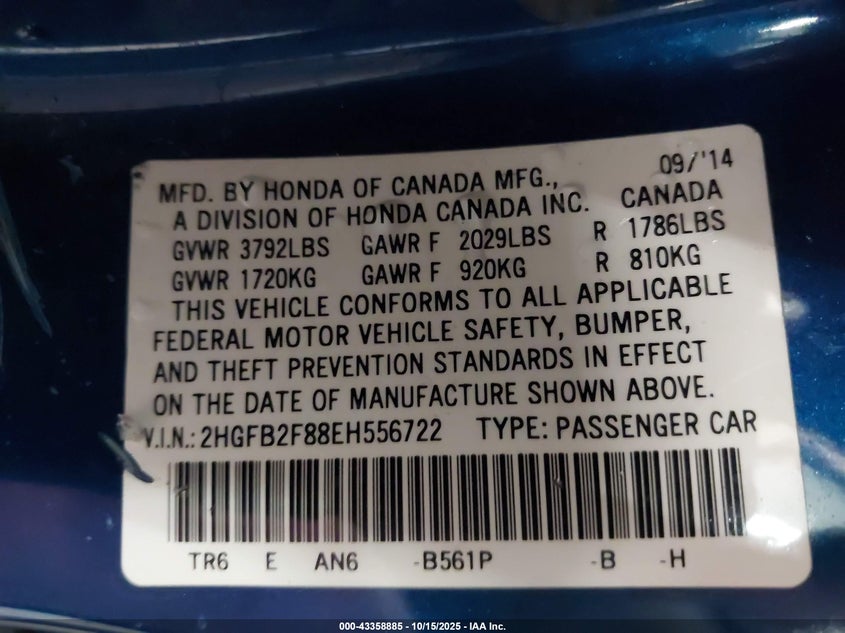 09/'14
MFD. BY HONDA OF CANADA MFG.,
A DIVISION OF HONDA CANADA INC. CANADA
GVWR 3792LBS GAWR F 2029LBS R 1786LBS
GVWR 1720KG GAWR F 920KG R 810KG
THIS VEHICLE CONFORMS TO ALL APPLICABLE
FEDERAL MOTOR VEHICLE SAFETY, BUMPER,
AND THEFT PREVENTION STANDARDS IN EFFECT
ON THE DATE OF MANUFACTURE SHOWN ABOVE.
V.I.N.: 2HGFB2F88EH556722 TYPE: PASSENGER CAR
TR6 E AN6 -B561P -B -H
000-43358885 - 10/15/2025 - IAA Inc.